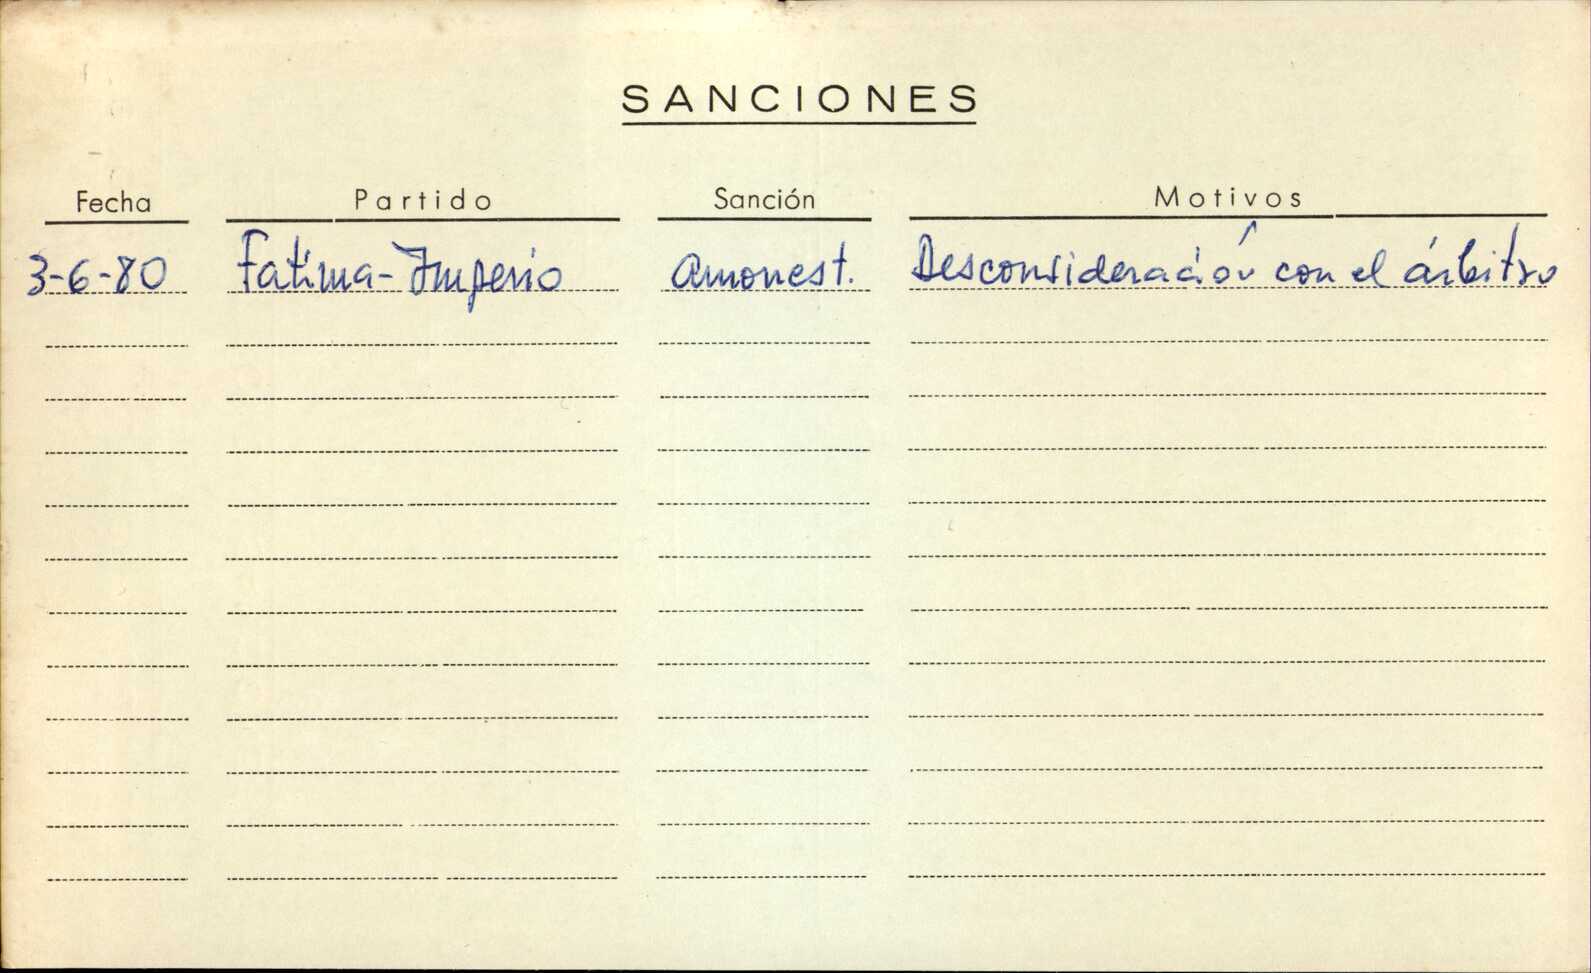 SANCIONES
Fecha Partido Sanción Motivos
3-6-80 Fatima-Imperio Amonest. Desconsideración con el árbitro